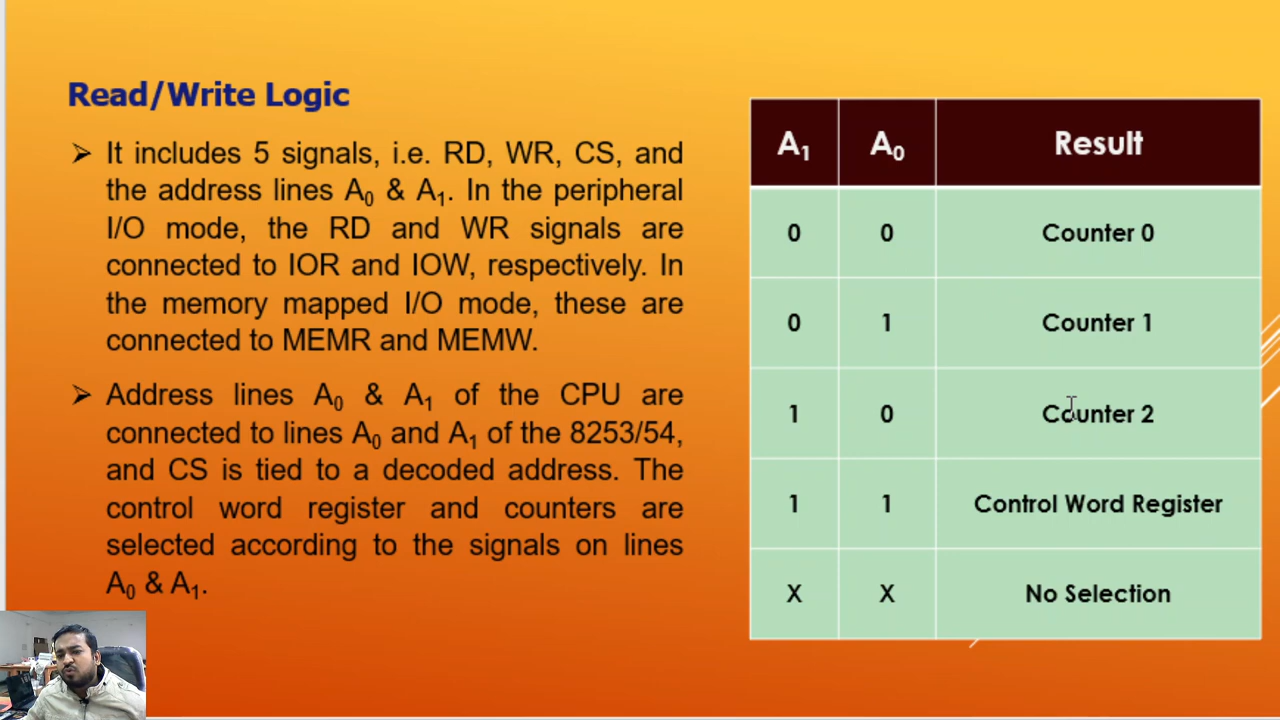 Read/Write Logic
➢ It includes 5 signals, i.e. RD, WR, CS, and
the address lines A₀ & A₁. In the peripheral
I/O mode, the RD and WR signals are
connected to IOR and IOW, respectively. In
the memory mapped I/O mode, these are
connected to MEMR and MEMW.
➢ Address lines A₀ & A₁ of the CPU are
connected to lines A₀ and A₁ of the 8253/54,
and CS is tied to a decoded address. The
control word register and counters are
selected according to the signals on lines
A₀ & A₁.
A₁ A₀ Result
0 0 Counter 0
0 1 Counter 1
1 0 Counter 2
1 1 Control Word Register
X X No Selection